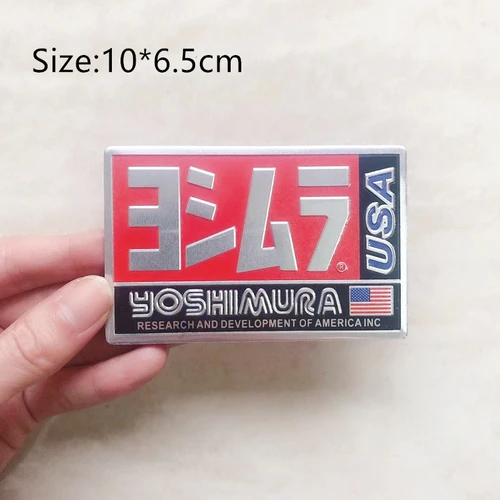 Size:10*6.5cm
ヨシムラ®
USA
YOSHIMURA
RESEARCH AND DEVELOPMENT OF AMERICA INC